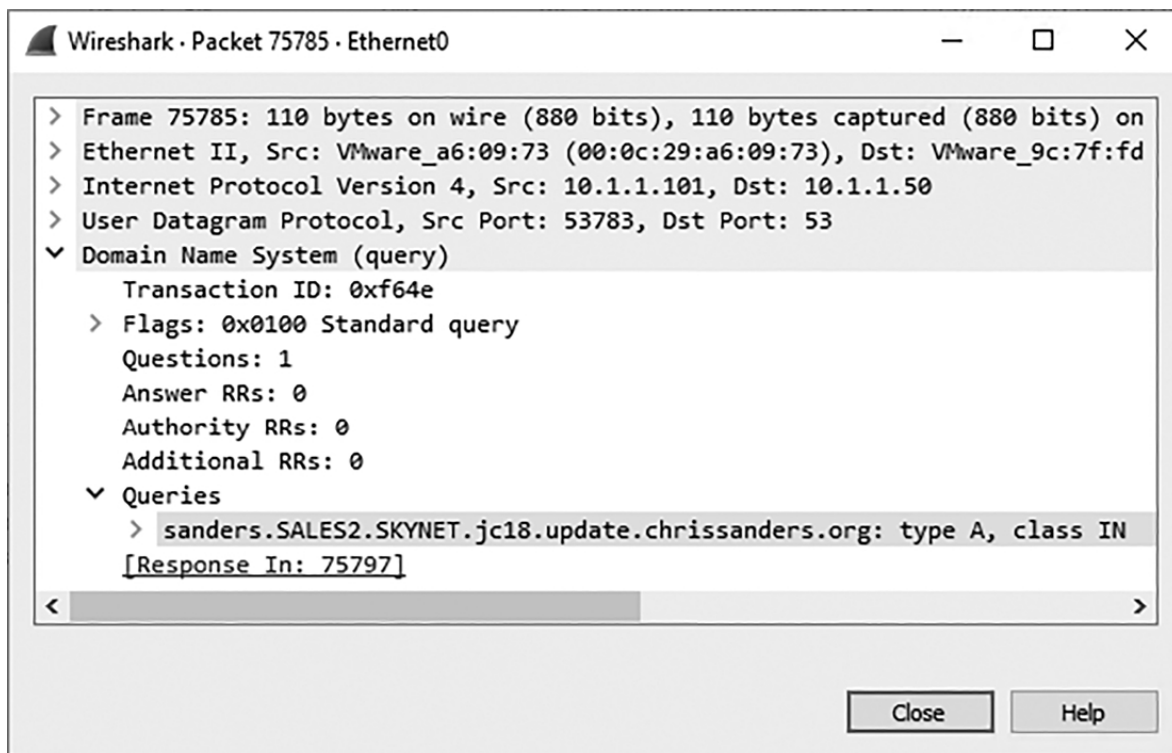 Wireshark · Packet 75785 · Ethernet0
Frame 75785: 110 bytes on wire (880 bits), 110 bytes captured (880 bits) on
Ethernet II, Src: VMware_a6:09:73 (00:0c:29:a6:09:73), Dst: VMware_9c:7f:fd
Internet Protocol Version 4, Src: 10.1.1.101, Dst: 10.1.1.50
User Datagram Protocol, Src Port: 53783, Dst Port: 53
Domain Name System (query)
Transaction ID: 0xf64e
Flags: 0x0100 Standard query
Questions: 1
Answer RRs: 0
Authority RRs: 0
Additional RRs: 0
Queries
sanders.SALES2.SKYNET.jc18.update.chrissanders.org: type A, class IN
[Response In: 75797]
Close Help